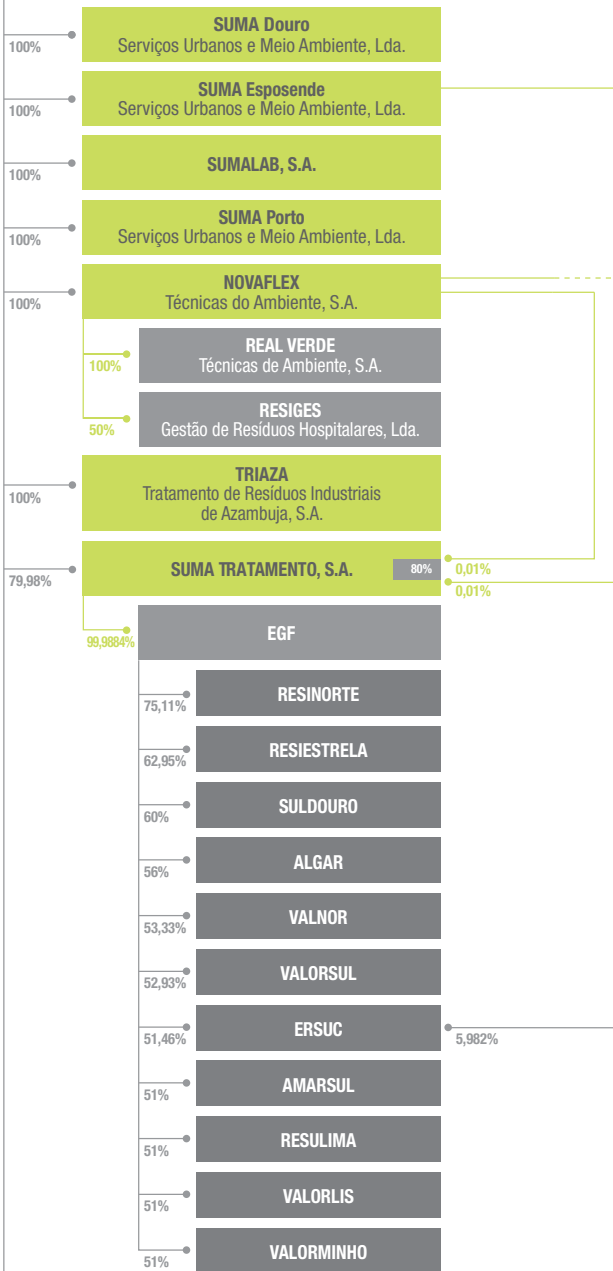 SUMA Douro
Serviços Urbanos e Meio Ambiente, Lda.
100%
SUMA Esposende
Serviços Urbanos e Meio Ambiente, Lda.
100%
SUMALAB, S.A.
100%
SUMA Porto
Serviços Urbanos e Meio Ambiente, Lda.
100%
NOVAFLEX
Técnicas do Ambiente, S.A.
100%
REAL VERDE
Técnicas de Ambiente, S.A.
100%
RESIGES
Gestão de Resíduos Hospitalares, Lda.
50%
TRIAZA
Tratamento de Resíduos Industriais
de Azambuja, S.A.
100%
SUMA TRATAMENTO, S.A.
80%
0,01%
0,01%
79,98%
EGF
99,9884%
RESINORTE
75,11%
RESIESTRELA
62,95%
SULDOURO
60%
ALGAR
56%
VALNOR
53,33%
VALORSUL
52,93%
ERSUC
51,46%
5,982%
AMARSUL
51%
RESULIMA
51%
VALORLIS
51%
VALORMINHO
51%